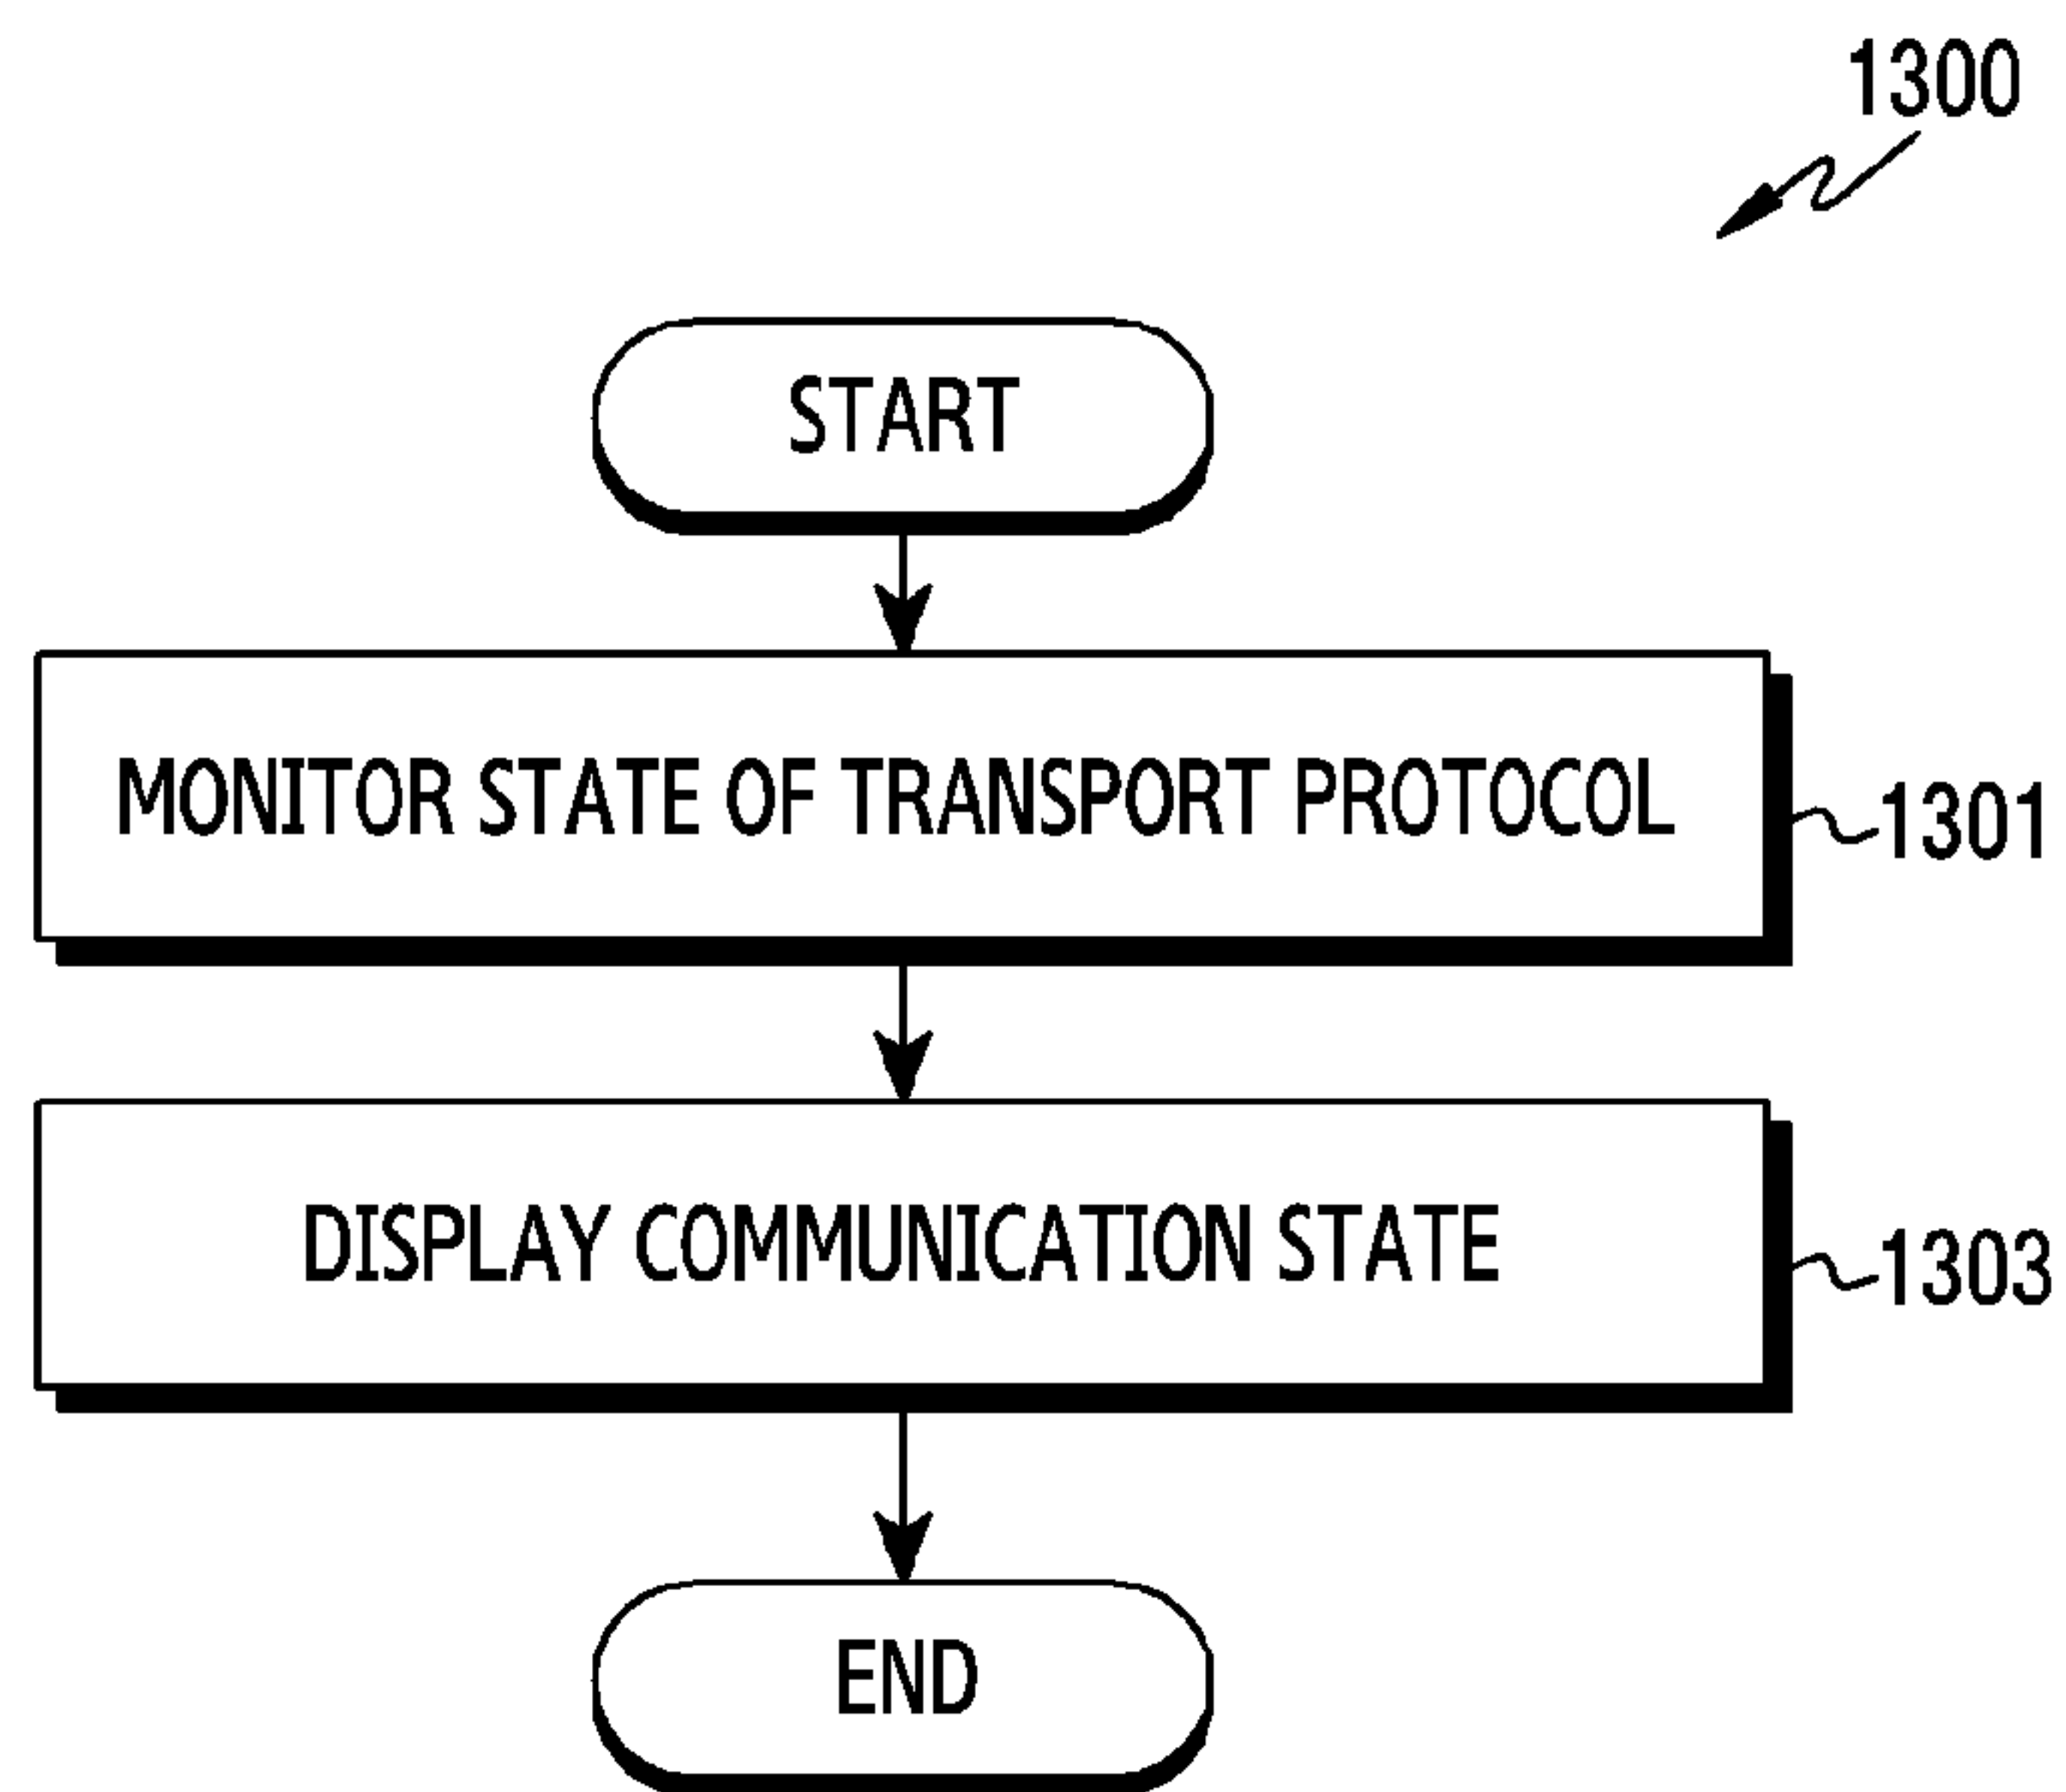 1300
START
MONITOR STATE OF TRANSPORT PROTOCOL
1301
DISPLAY COMMUNICATION STATE
1303
END